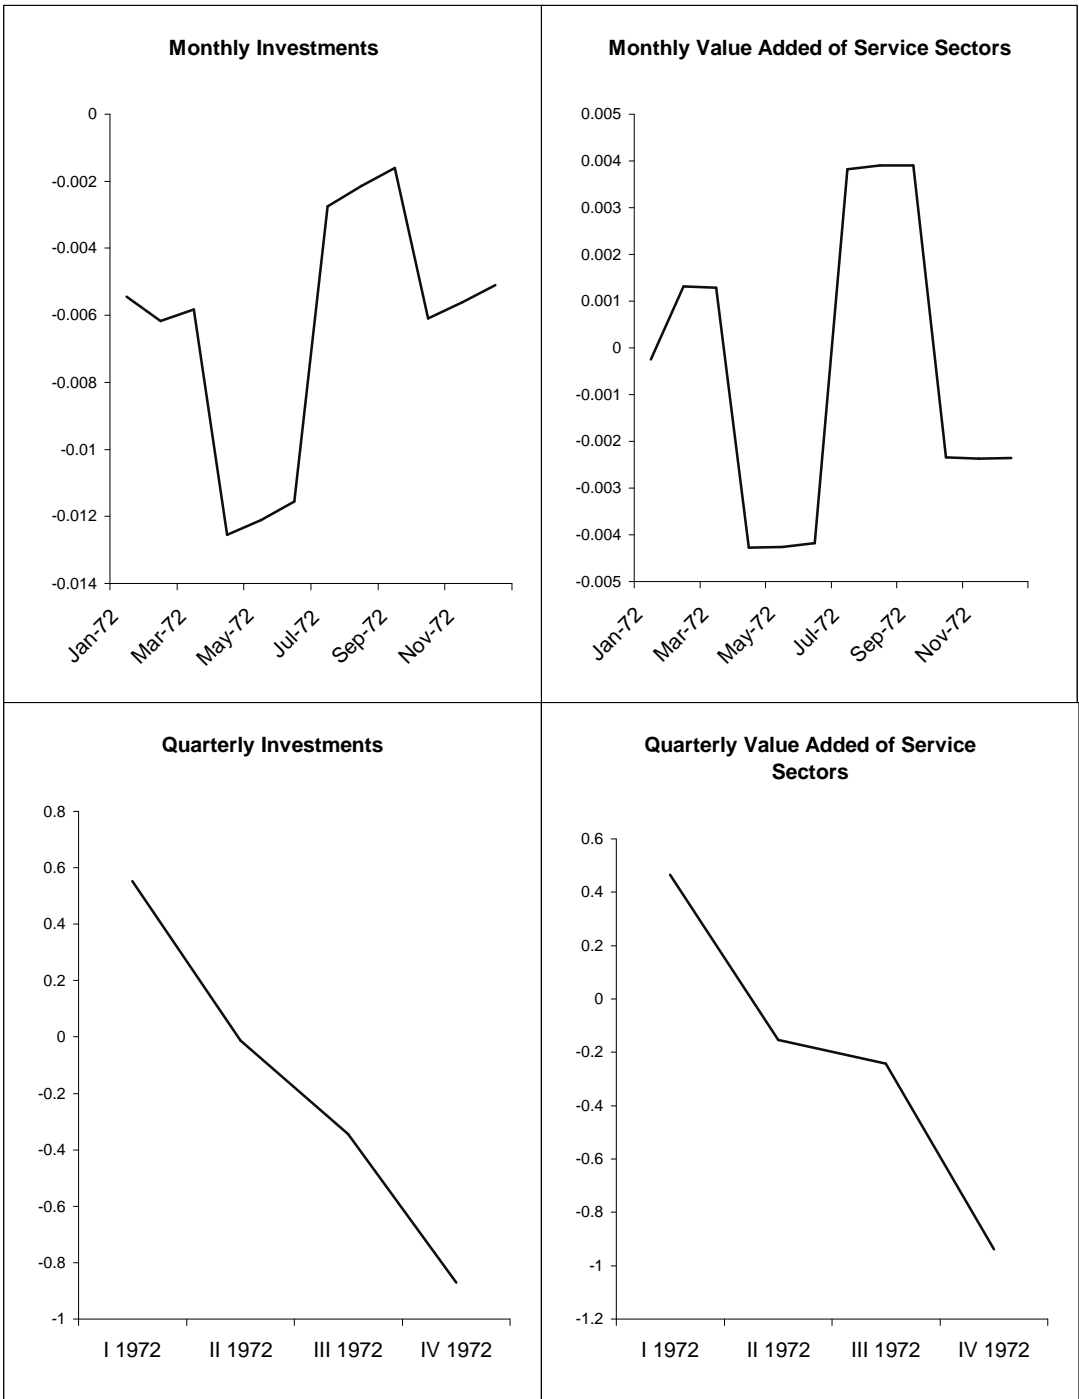 Monthly Investments
0
-0.002
-0.004
-0.006
-0.008
-0.01
-0.012
-0.014
Jan-72
Mar-72
May-72
Jul-72
Sep-72
Nov-72
Monthly Value Added of Service Sectors
0.005
0.004
0.003
0.002
0.001
0
-0.001
-0.002
-0.003
-0.004
-0.005
Jan-72
Mar-72
May-72
Jul-72
Sep-72
Nov-72
Quarterly Investments
0.8
0.6
0.4
0.2
0
-0.2
-0.4
-0.6
-0.8
-1
I 1972
II 1972
III 1972
IV 1972
Quarterly Value Added of Service
Sectors
0.6
0.4
0.2
0
-0.2
-0.4
-0.6
-0.8
-1
-1.2
I 1972
II 1972
III 1972
IV 1972